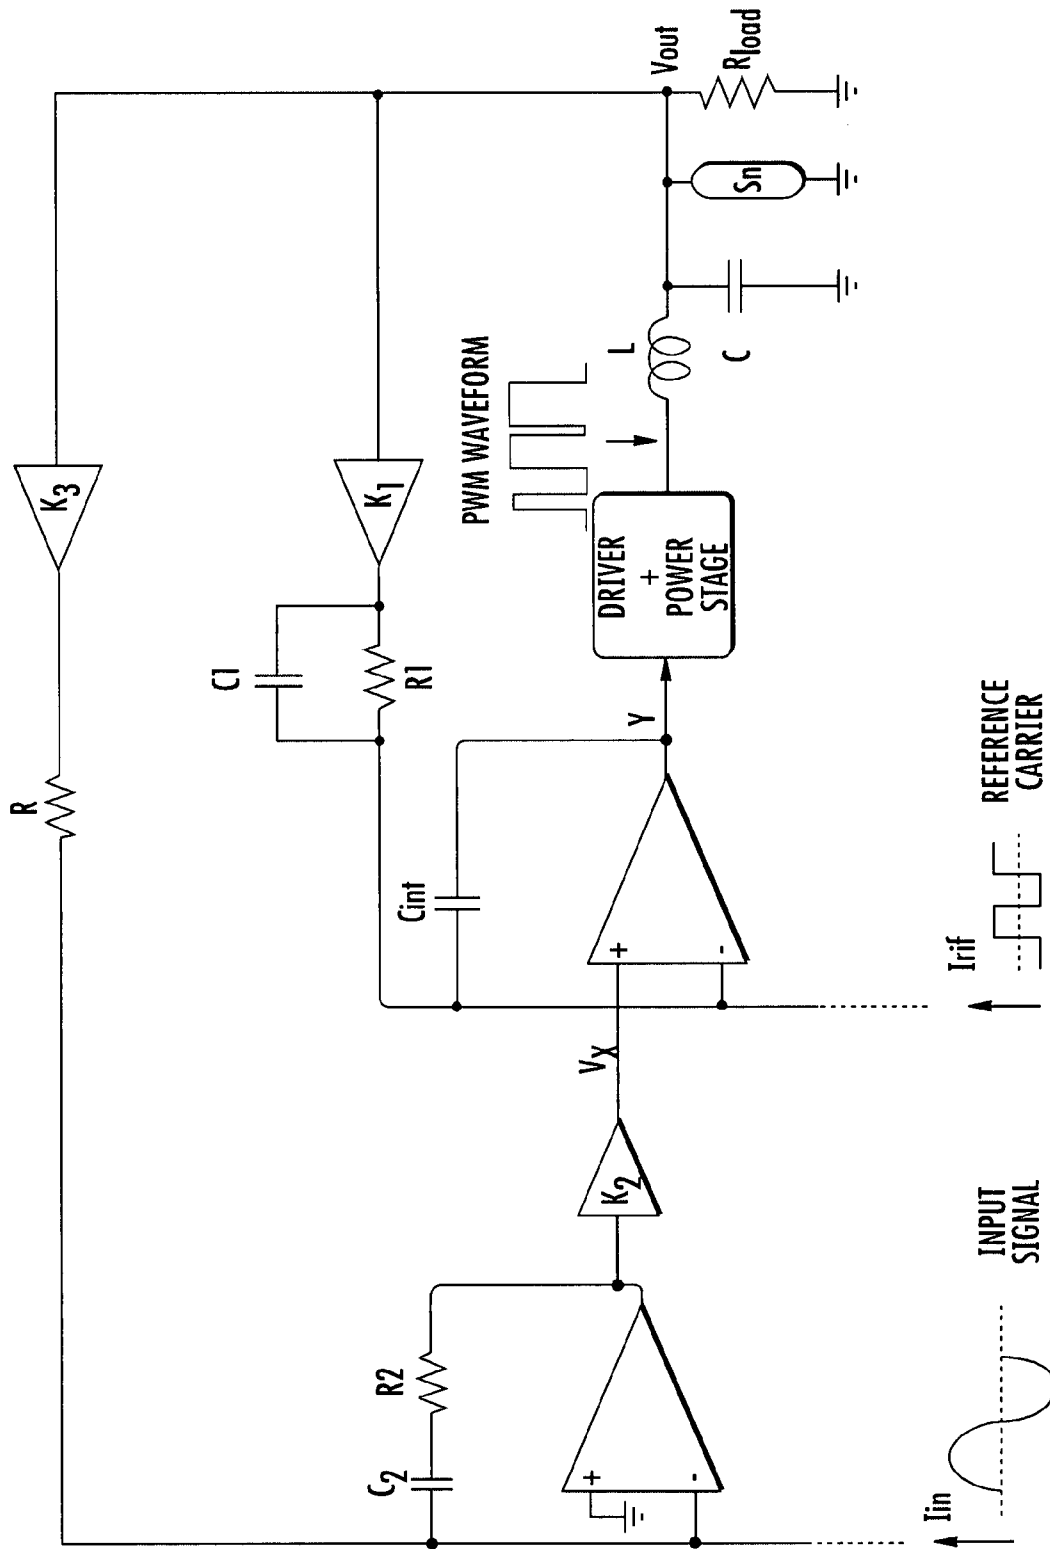 K3
R
K1
C1
R1
Cint
C2
R2
PWM WAVEFORM
Vout
Rload
Sn
L
C
DRIVER
+
POWER
STAGE
Y
+
-
VX
K2
+
-
Irif
REFERENCE
CARRIER
Iin
INPUT
SIGNAL